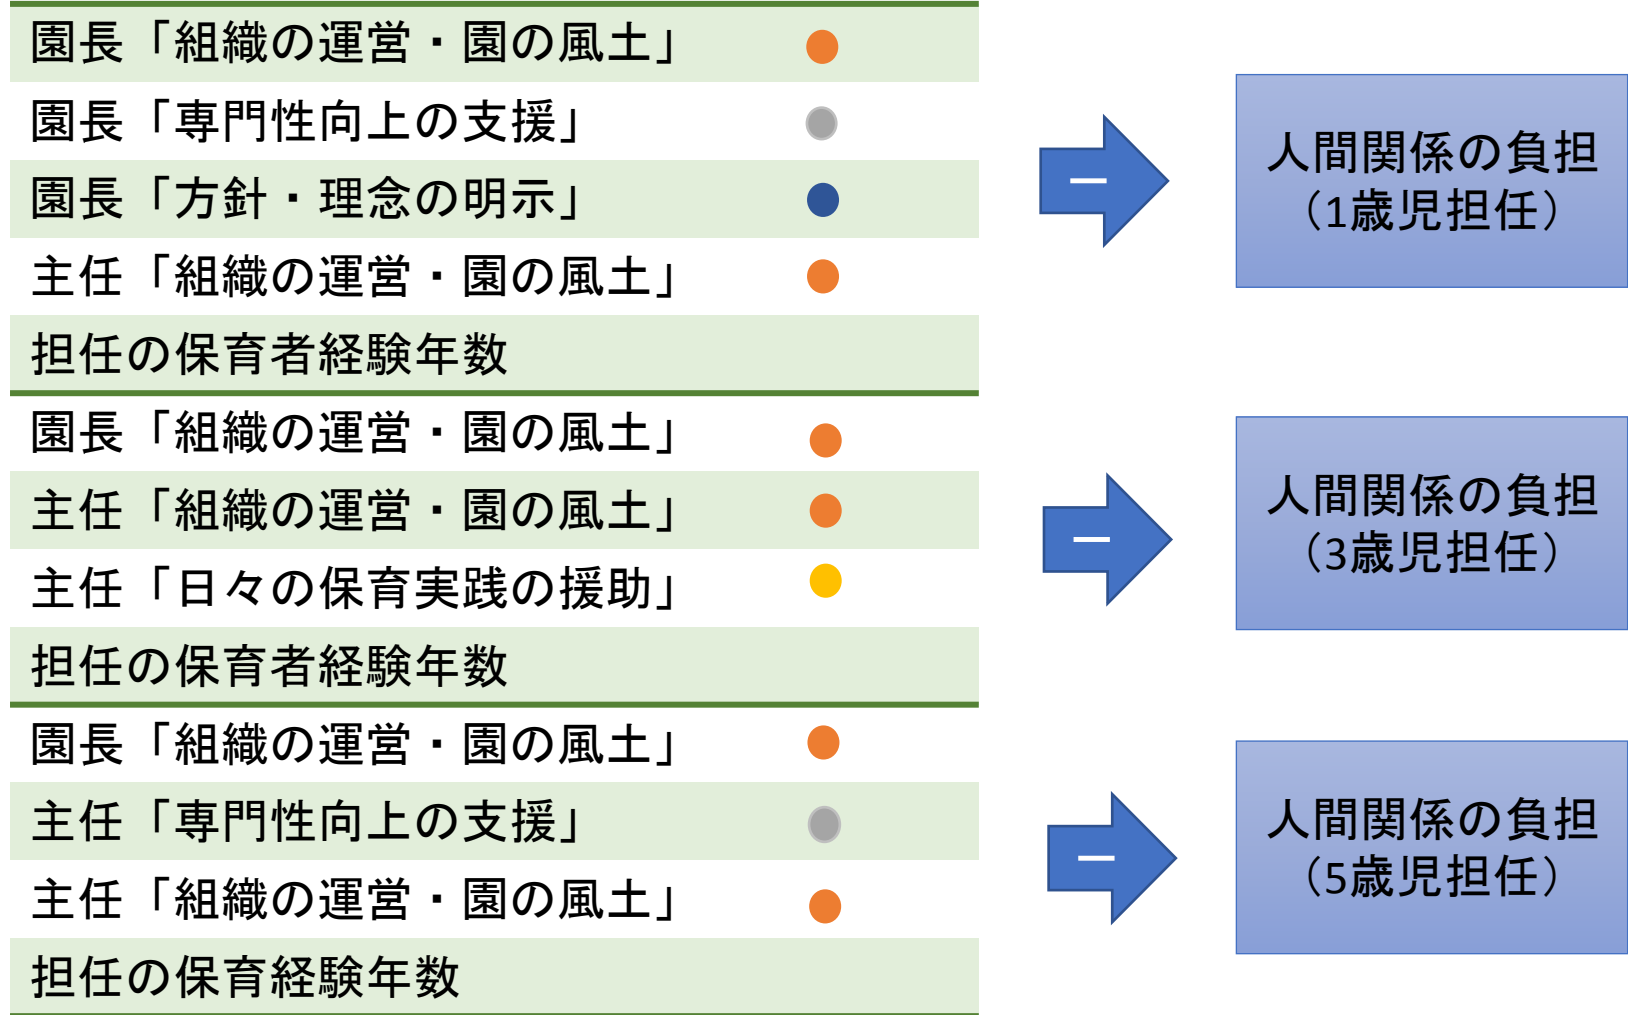 園長「組織の運営・園の風土」
園長「専門性向上の支援」
園長「方針・理念の明示」
主任「組織の運営・園の風土」
担任の保育者経験年数
－
人間関係の負担
（1歳児担任）
園長「組織の運営・園の風土」
主任「組織の運営・園の風土」
主任「日々の保育実践の援助」
担任の保育者経験年数
－
人間関係の負担
（3歳児担任）
園長「組織の運営・園の風土」
主任「専門性向上の支援」
主任「組織の運営・園の風土」
担任の保育経験年数
－
人間関係の負担
（5歳児担任）